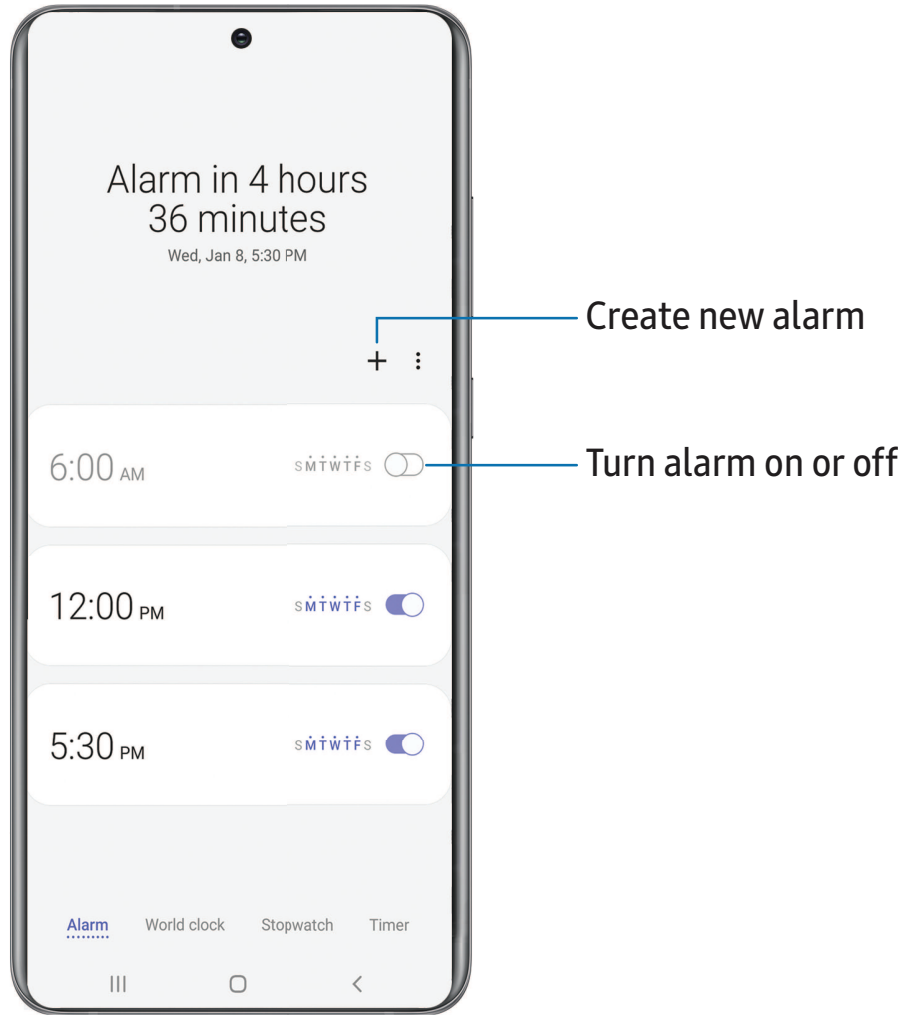 Alarm in 4 hours
36 minutes
Wed, Jan 8, 5:30 PM
Create new alarm
6:00 AM SMTWTFS
Turn alarm on or off
12:00 PM SMTWTFS
5:30 PM SMTWTFS
Alarm World clock Stopwatch Timer